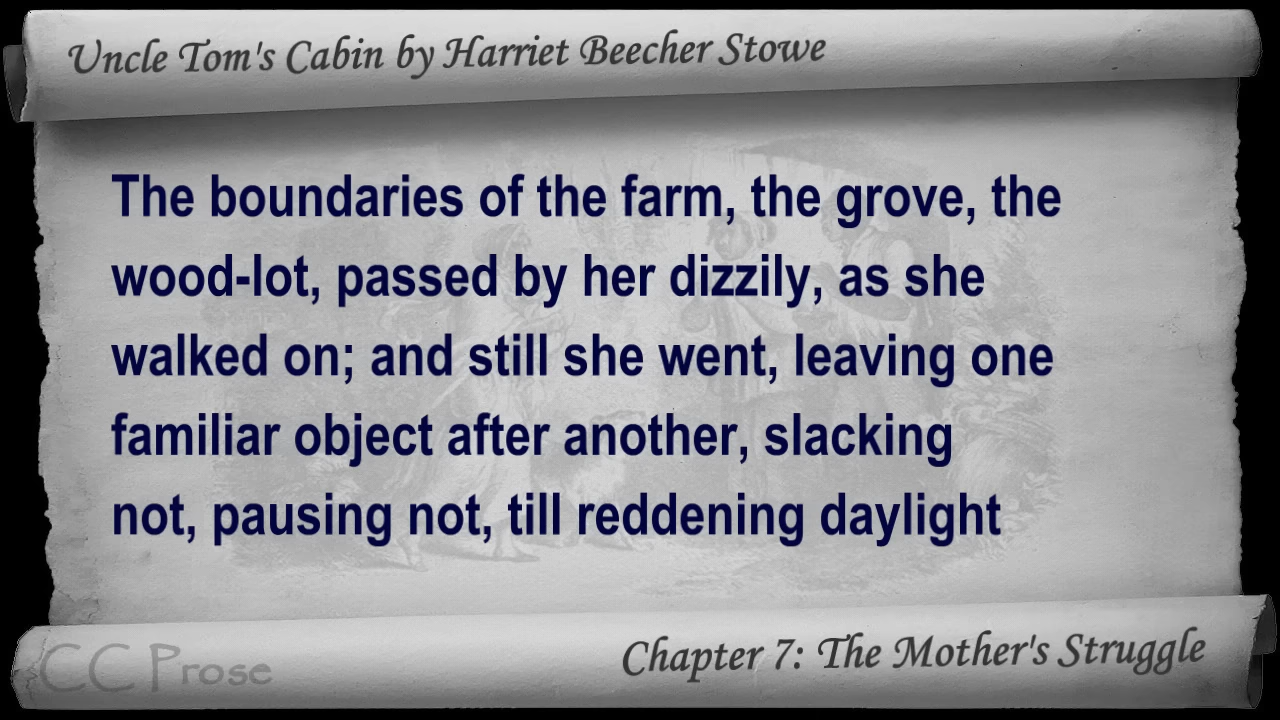 Uncle Tom's Cabin by Harriet Beecher Stowe
The boundaries of the farm, the grove, the
wood-lot, passed by her dizzily, as she
walked on; and still she went, leaving one
familiar object after another, slacking
not, pausing not, till reddening daylight
CC Prose
Chapter 7: The Mother's Struggle